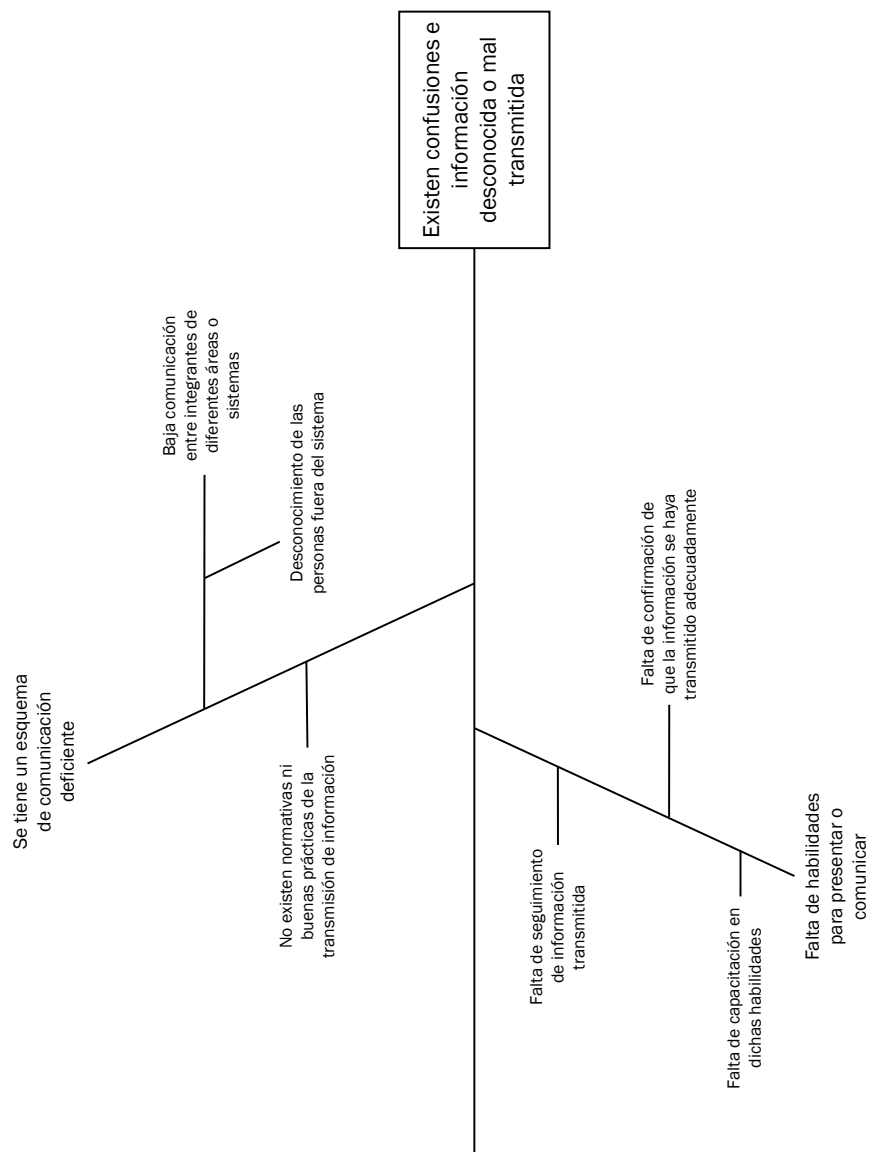 Se tiene un esquema
de comunicación
deficiente
Baja comunicación
entre integrantes de
diferentes áreas o
sistemas
Desconocimiento de las
personas fuera del sistema
No existen normativas ni
buenas prácticas de la
transmisión de información
Existen confusiones e
información
desconocida o mal
transmitida
Falta de seguimiento
de información
transmitida
Falta de confirmación de
que la información se haya
transmitido adecuadamente
Falta de capacitación en
dichas habilidades
Falta de habilidades
para presentar o
comunicar